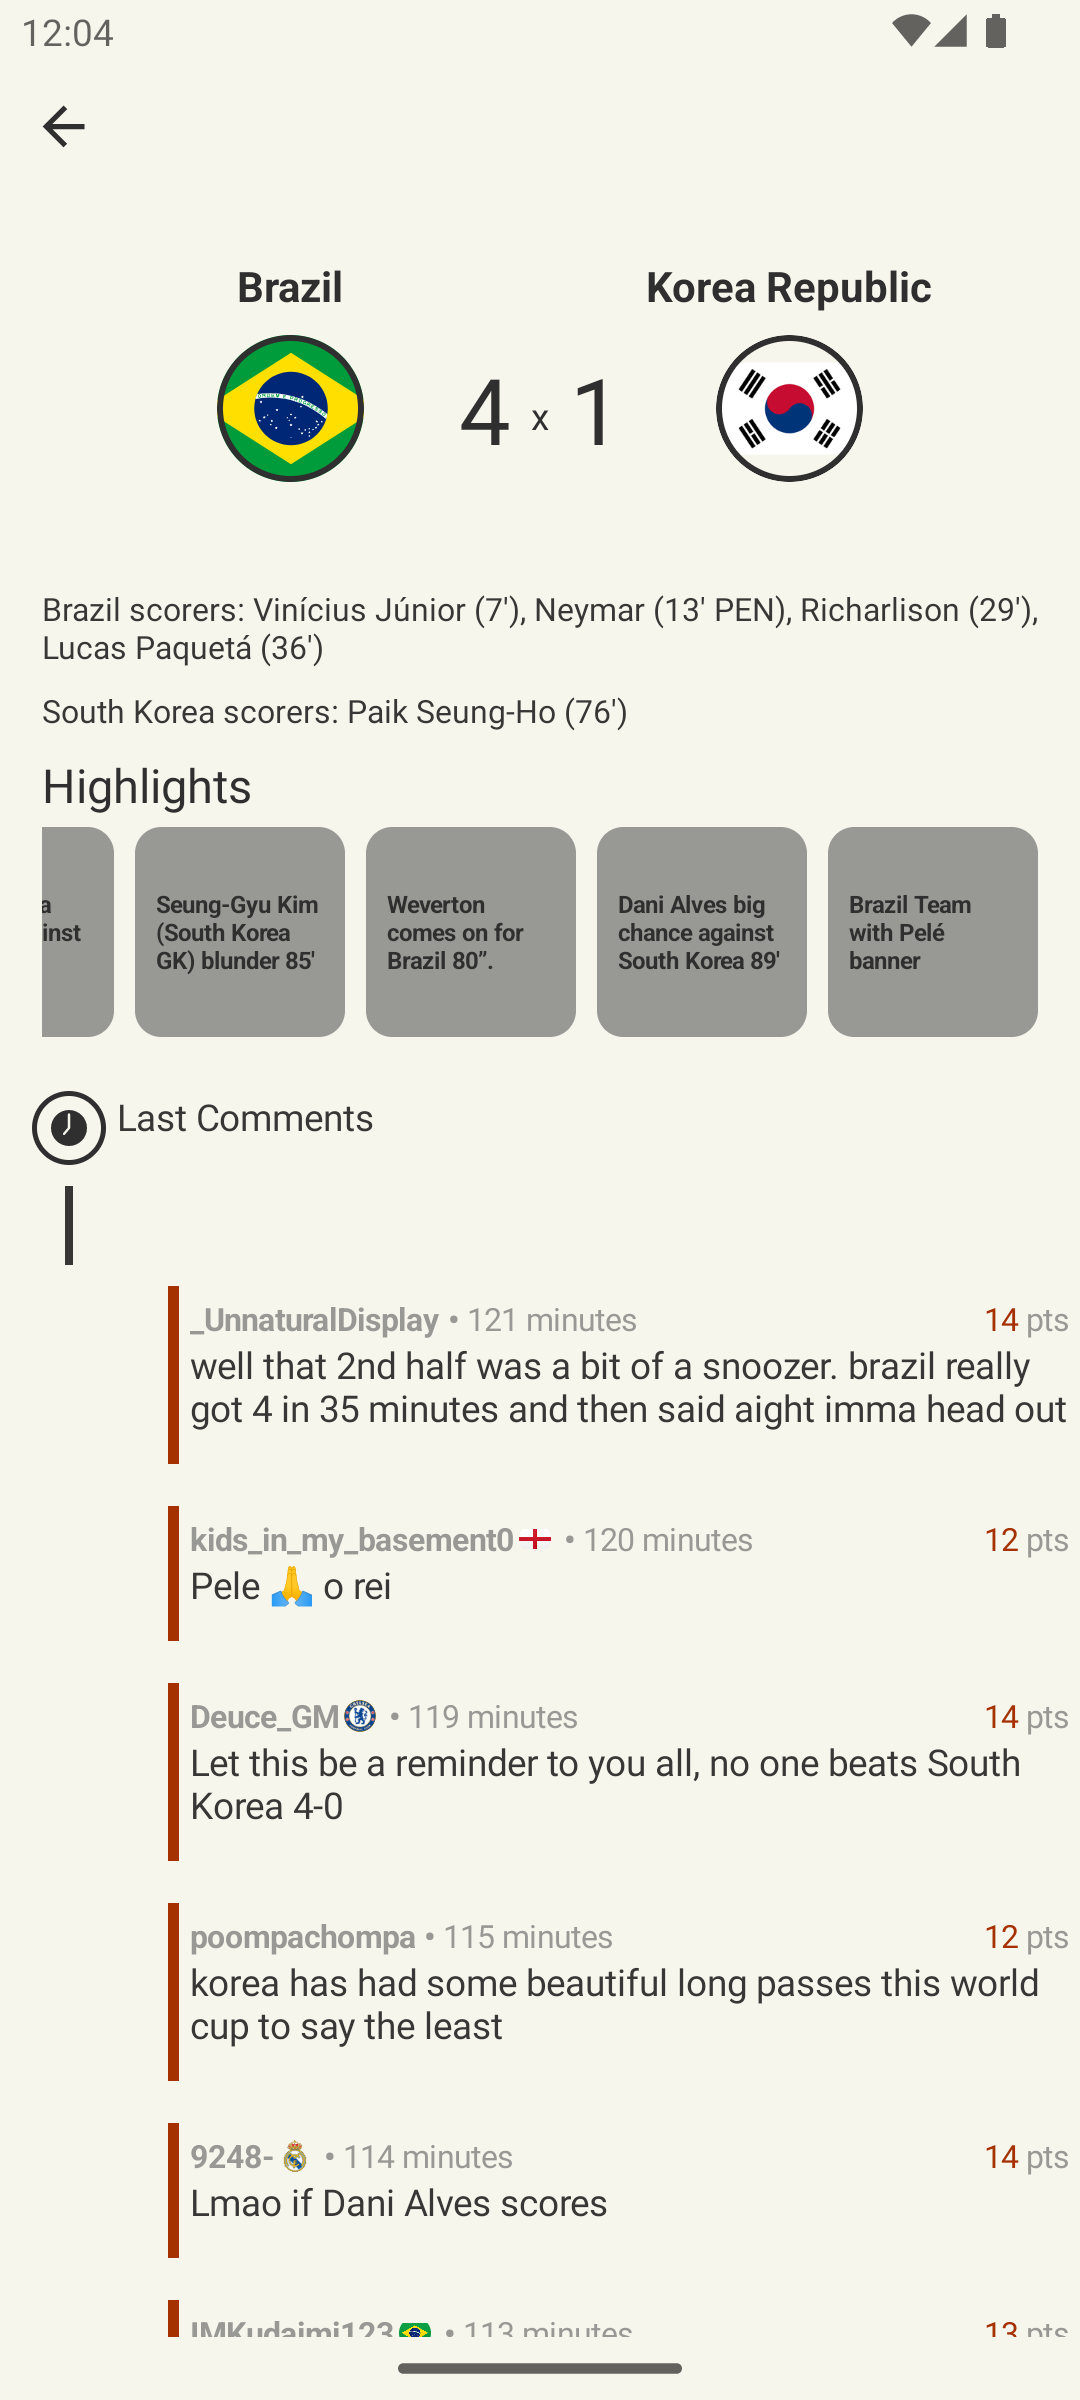 12:04
Brazil
Korea Republic
4 x 1
Brazil scorers: Vinícius Júnior (7'), Neymar (13' PEN), Richarlison (29'),
Lucas Paquetá (36')
South Korea scorers: Paik Seung-Ho (76')
Highlights
a
inst
Seung-Gyu Kim
(South Korea
GK) blunder 85'
Weverton
comes on for
Brazil 80”.
Dani Alves big
chance against
South Korea 89'
Brazil Team
with Pelé
banner
Last Comments
_UnnaturalDisplay • 121 minutes 14 pts
well that 2nd half was a bit of a snoozer. brazil really
got 4 in 35 minutes and then said aight imma head out
kids_in_my_basement0 • 120 minutes 12 pts
Pele 🙏 o rei
Deuce_GM • 119 minutes 14 pts
Let this be a reminder to you all, no one beats South
Korea 4-0
poompachompa • 115 minutes 12 pts
korea has had some beautiful long passes this world
cup to say the least
9248- • 114 minutes 14 pts
Lmao if Dani Alves scores
IMKudaimi123 • 113 minutes 13 pts